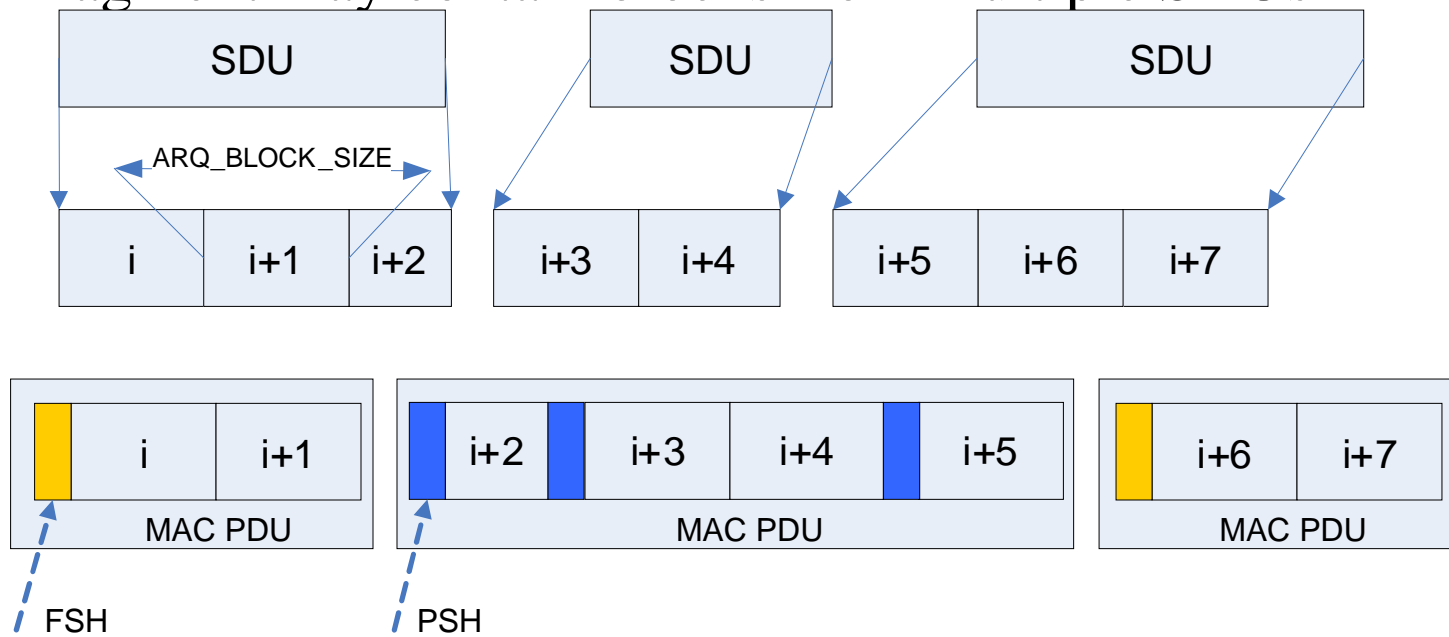 SDU SDU SDU
ARQ_BLOCK_SIZE
i i+1 i+2 i+3 i+4 i+5 i+6 i+7
i i+1 i+2 i+3 i+4 i+5 i+6 i+7
MAC PDU MAC PDU MAC PDU
FSH PSH